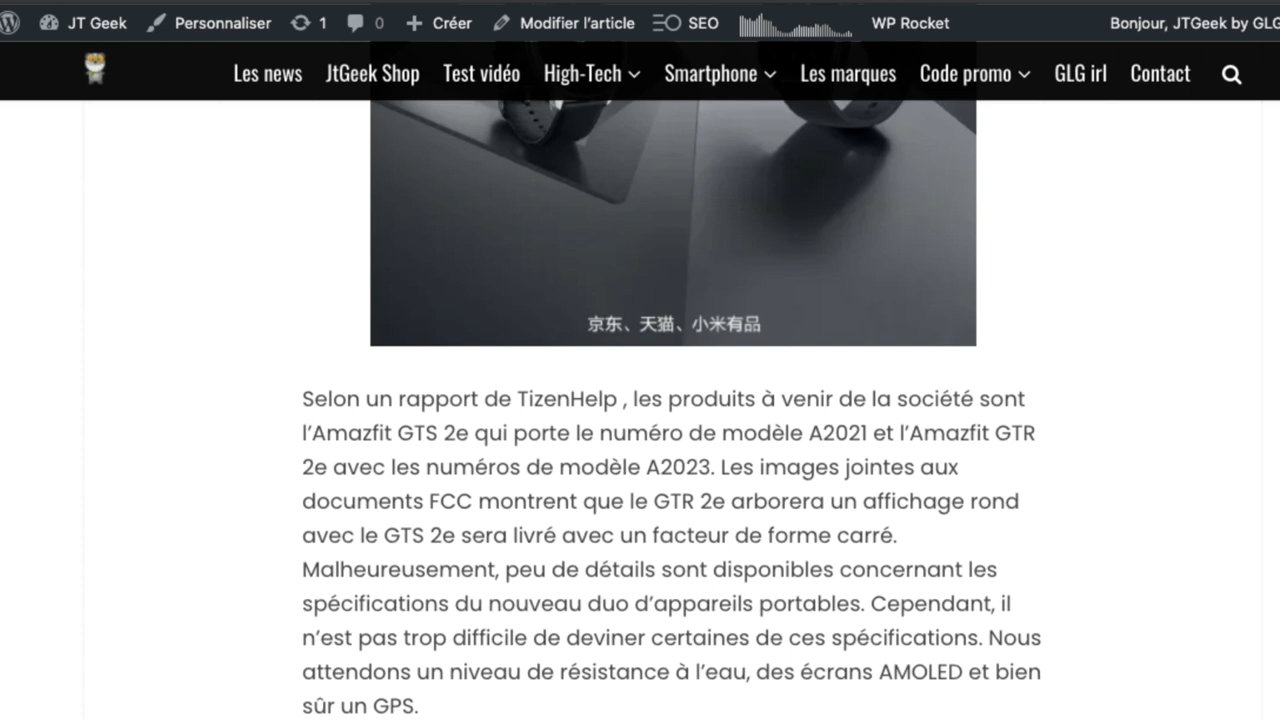 JT Geek Personnaliser 1 0 Créer Modifier l'article SEO WP Rocket Bonjour, JTGeek by GLG
Les news JtGeek Shop Test vidéo High-Tech Smartphone Les marques Code promo GLG irl Contact
京东、天猫、小米有品
Selon un rapport de TizenHelp , les produits à venir de la société sont
l’Amazfit GTS 2e qui porte le numéro de modèle A2021 et l’Amazfit GTR
2e avec les numéros de modèle A2023. Les images jointes aux
documents FCC montrent que le GTR 2e arborera un affichage rond
avec le GTS 2e sera livré avec un facteur de forme carré.
Malheureusement, peu de détails sont disponibles concernant les
spécifications du nouveau duo d’appareils portables. Cependant, il
n’est pas trop difficile de deviner certaines de ces spécifications. Nous
attendons un niveau de résistance à l’eau, des écrans AMOLED et bien
sûr un GPS.